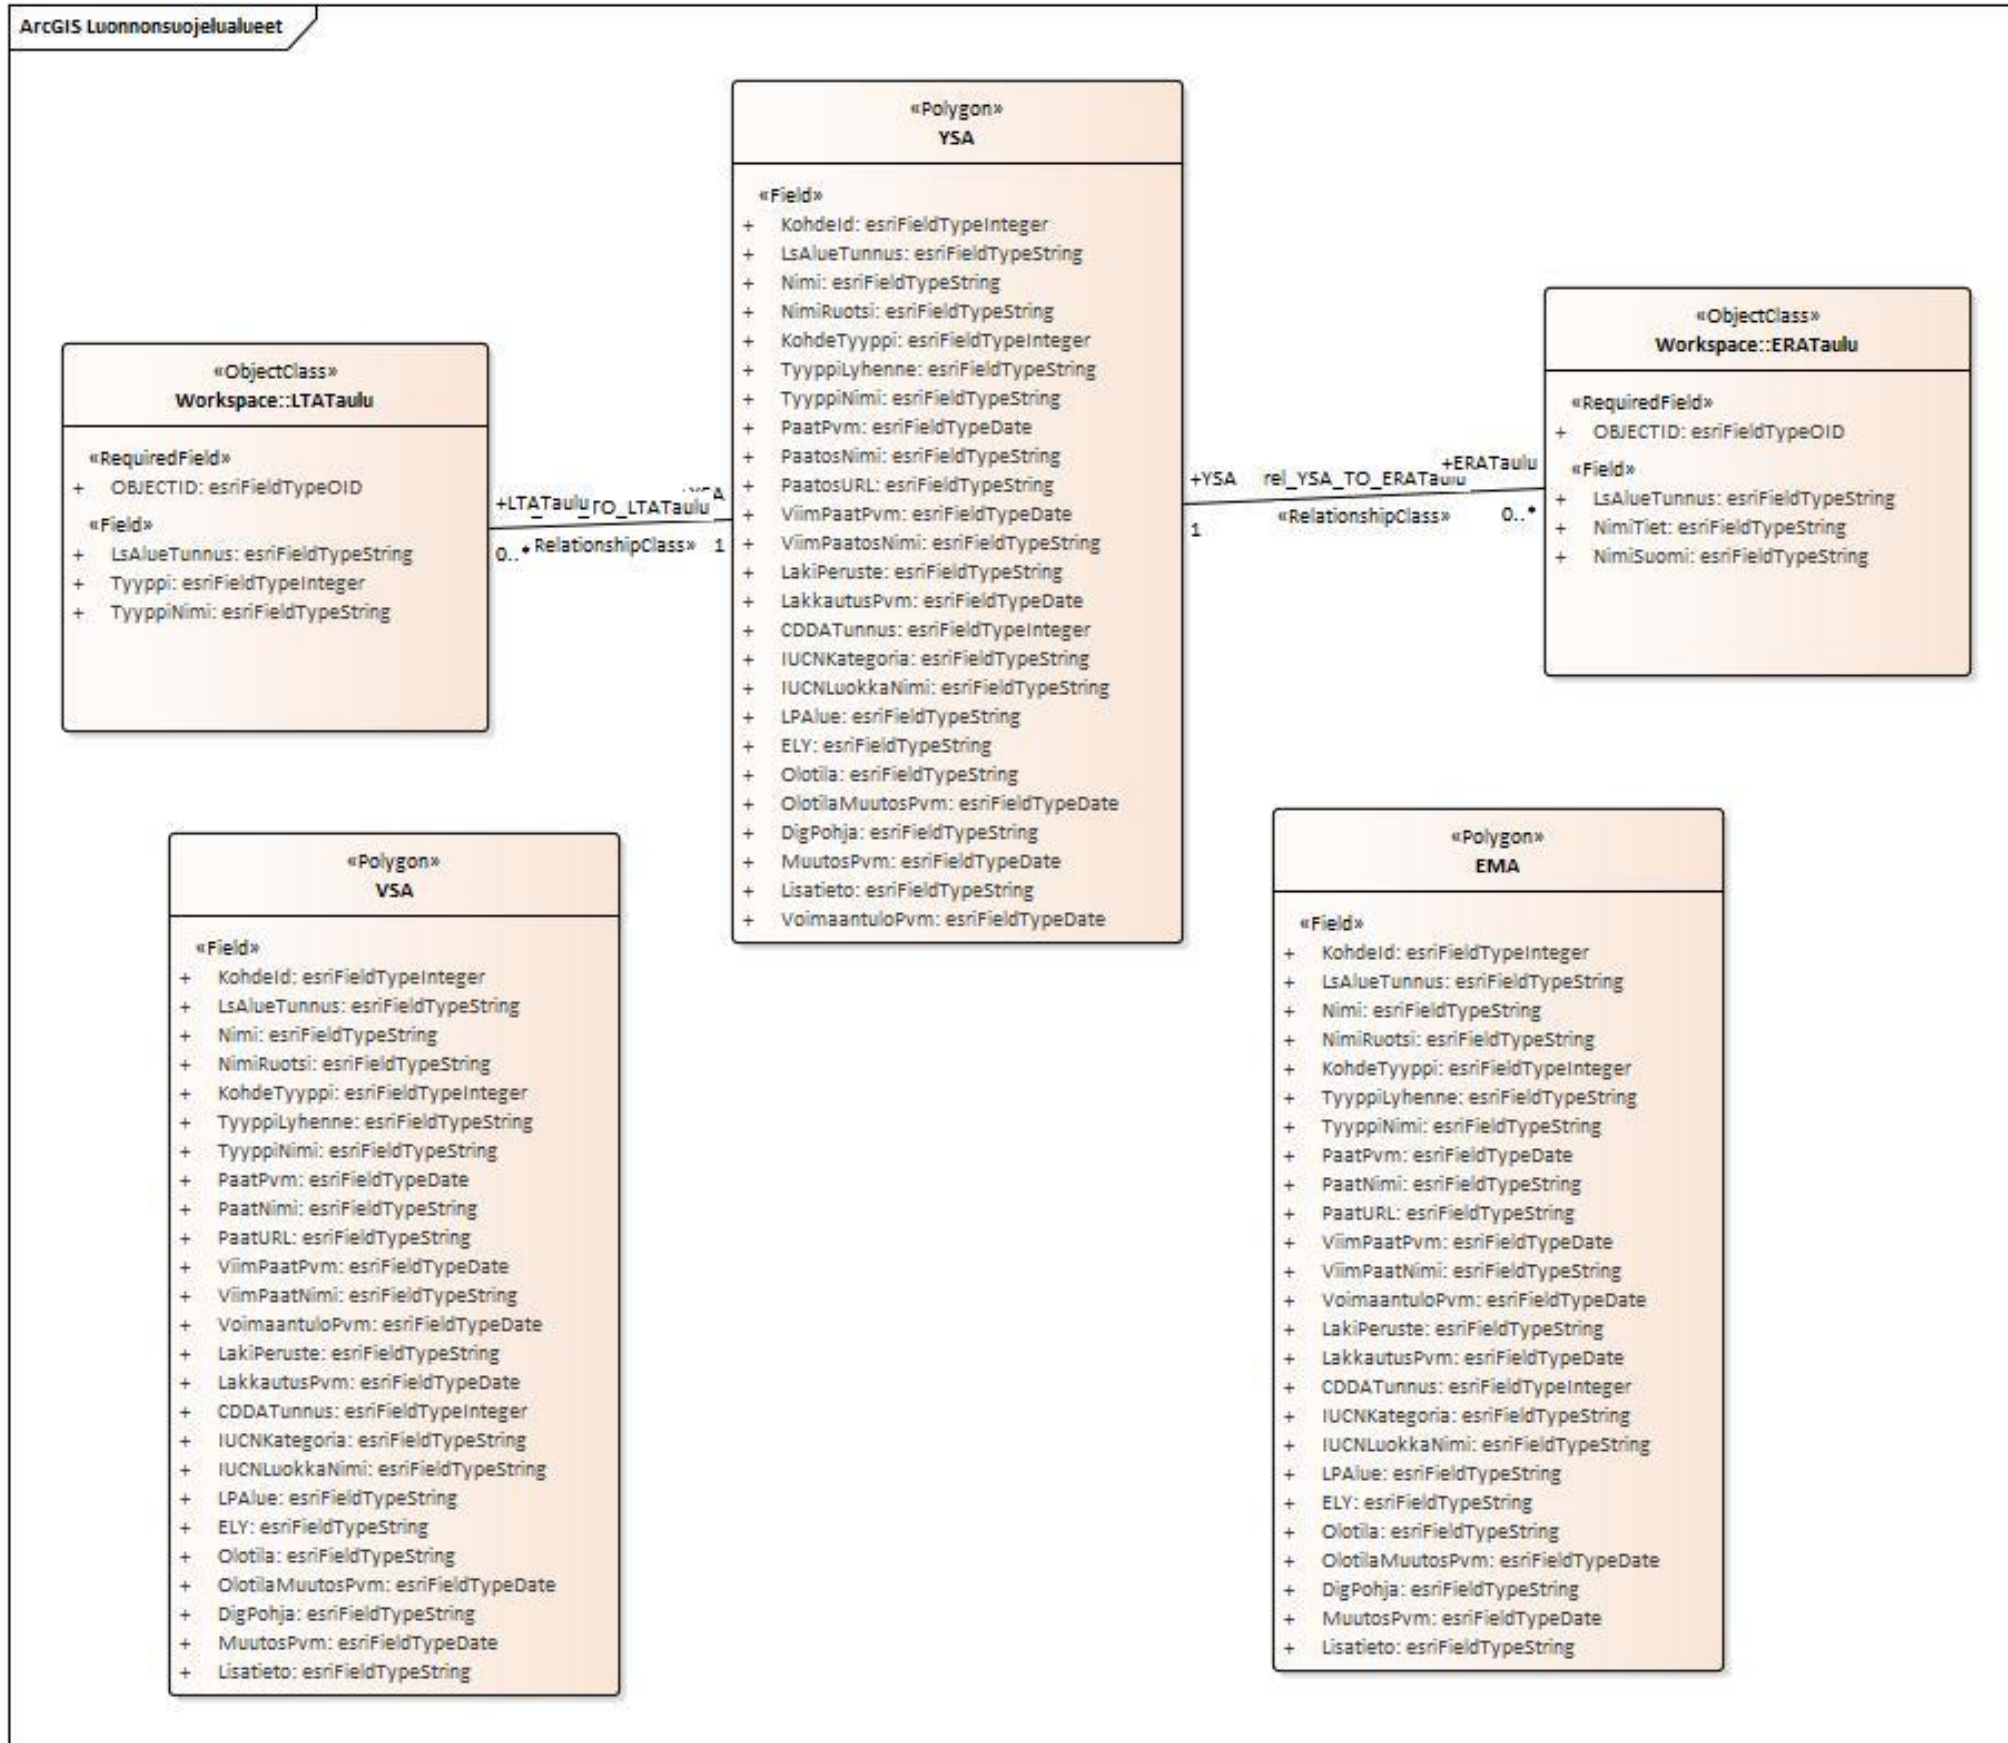 ArcGIS Luonnonsuojelualueet
«Polygon»
YSA
«Field»
+ KohdeId: esriFieldTypeInteger
+ LsAlueTunnus: esriFieldTypeString
+ Nimi: esriFieldTypeString
+ NimiRuotsi: esriFieldTypeString
+ KohdeTyyppi: esriFieldTypeInteger
+ TyyppiLyhenne: esriFieldTypeString
+ TyyppiNimi: esriFieldTypeString
+ PaatPvm: esriFieldTypeDate
+ PaatosNimi: esriFieldTypeString
+ PaatosURL: esriFieldTypeString
+ ViimPaatPvm: esriFieldTypeDate
+ ViimPaatosNimi: esriFieldTypeString
+ LakiPeruste: esriFieldTypeString
+ LakkautusPvm: esriFieldTypeDate
+ CDDATunnus: esriFieldTypeInteger
+ IUCNKategoria: esriFieldTypeString
+ IUCNLuokkaNimi: esriFieldTypeString
+ LPAlue: esriFieldTypeString
+ ELY: esriFieldTypeString
+ Olotila: esriFieldTypeString
+ OlotilaMuutosPvm: esriFieldTypeDate
+ DigPohja: esriFieldTypeString
+ MuutosPvm: esriFieldTypeDate
+ Lisatieto: esriFieldTypeString
+ VoimaantuloPvm: esriFieldTypeDate
«ObjectClass»
Workspace::LTATaulu
«RequiredField»
+ OBJECTID: esriFieldTypeOID
«Field»
+ LsAlueTunnus: esriFieldTypeString
+ Tyyppi: esriFieldTypeInteger
+ TyyppiNimi: esriFieldTypeString
+LTATaulu
TO_LTATaulu
0..*
RelationshipClass»
1
+YSA
rel_YSA_TO_ERATaulu
+ERATaulu
1
«RelationshipClass»
0..*
«ObjectClass»
Workspace::ERATaulu
«RequiredField»
+ OBJECTID: esriFieldTypeOID
«Field»
+ LsAlueTunnus: esriFieldTypeString
+ NimiTiet: esriFieldTypeString
+ NimiSuomi: esriFieldTypeString
«Polygon»
VSA
«Field»
+ KohdeId: esriFieldTypeInteger
+ LsAlueTunnus: esriFieldTypeString
+ Nimi: esriFieldTypeString
+ NimiRuotsi: esriFieldTypeString
+ KohdeTyyppi: esriFieldTypeInteger
+ TyyppiLyhenne: esriFieldTypeString
+ TyyppiNimi: esriFieldTypeString
+ PaatPvm: esriFieldTypeDate
+ PaatNimi: esriFieldTypeString
+ PaatURL: esriFieldTypeString
+ ViimPaatPvm: esriFieldTypeDate
+ ViimPaatNimi: esriFieldTypeString
+ VoimaantuloPvm: esriFieldTypeDate
+ LakiPeruste: esriFieldTypeString
+ LakkautusPvm: esriFieldTypeDate
+ CDDATunnus: esriFieldTypeInteger
+ IUCNKategoria: esriFieldTypeString
+ IUCNLuokkaNimi: esriFieldTypeString
+ LPAlue: esriFieldTypeString
+ ELY: esriFieldTypeString
+ Olotila: esriFieldTypeString
+ OlotilaMuutosPvm: esriFieldTypeDate
+ DigPohja: esriFieldTypeString
+ MuutosPvm: esriFieldTypeDate
+ Lisatieto: esriFieldTypeString
«Polygon»
EMA
«Field»
+ KohdeId: esriFieldTypeInteger
+ LsAlueTunnus: esriFieldTypeString
+ Nimi: esriFieldTypeString
+ NimiRuotsi: esriFieldTypeString
+ KohdeTyyppi: esriFieldTypeInteger
+ TyyppiLyhenne: esriFieldTypeString
+ TyyppiNimi: esriFieldTypeString
+ PaatPvm: esriFieldTypeDate
+ PaatNimi: esriFieldTypeString
+ PaatURL: esriFieldTypeString
+ ViimPaatPvm: esriFieldTypeDate
+ ViimPaatNimi: esriFieldTypeString
+ VoimaantuloPvm: esriFieldTypeDate
+ LakiPeruste: esriFieldTypeString
+ LakkautusPvm: esriFieldTypeDate
+ CDDATunnus: esriFieldTypeInteger
+ IUCNKategoria: esriFieldTypeString
+ IUCNLuokkaNimi: esriFieldTypeString
+ LPAlue: esriFieldTypeString
+ ELY: esriFieldTypeString
+ Olotila: esriFieldTypeString
+ OlotilaMuutosPvm: esriFieldTypeDate
+ DigPohja: esriFieldTypeString
+ MuutosPvm: esriFieldTypeDate
+ Lisatieto: esriFieldTypeString